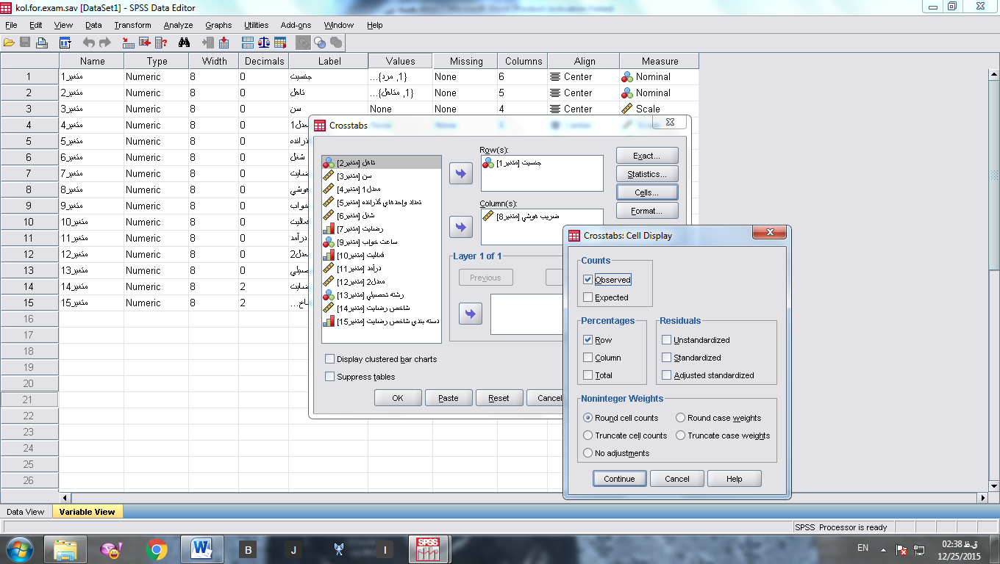 kol.for.exam.sav [DataSet1] - SPSS Data Editor
File Edit View Data Transform Analyze Graphs Utilities Add-ons Window Help
Name Type Width Decimals Label Values Missing Columns Align Measure
1 متغير1 Numeric 8 0 جنسيت {1, مرد}... None 6 Center Nominal
2 متغير2 Numeric 8 0 تاهل {1, متاهل}... None 5 Center Nominal
3 متغير3 Numeric 8 0 سن None None 4 Center Scale
4 متغير4 Numeric 8 0 معدل1
5 متغير5 Numeric 8 0 ذرانده
6 متغير6 Numeric 8 0 شغل
7 متغير7 Numeric 8 0 ضايت
8 متغير8 Numeric 8 0 هوشي
9 متغير9 Numeric 8 0 خواب
10 متغير10 Numeric 8 0 فعاليت
11 متغير11 Numeric 8 0 درآمد
12 متغير12 Numeric 8 0 معدل2
13 متغير13 Numeric 8 0 صيلي
14 متغير14 Numeric 8 2 ضايت
15 متغير15 Numeric 8 2 ...شاخ
16
17
18
19
20
21
22
23
24
25
26
Crosstabs
تاهل [متغير2]
سن [متغير3]
معدل1 [متغير4]
تعداد واحدهاي گذرانده [متغير5]
شغل [متغير6]
رضايت [متغير7]
ساعت خواب [متغير9]
فعاليت [متغير10]
درآمد [متغير11]
معدل2 [متغير12]
رشته تحصيلي [متغير13]
شاخص رضايت [متغير14]
دسته بندي شاخص رضايت [متغير15]
Row(s):
جنسيت [متغير1]
Column(s):
ضريب هوشي [متغير8]
Layer 1 of 1
Previous
Exact...
Statistics...
Cells...
Format...
Display clustered bar charts
Suppress tables
OK Paste Reset Cancel
Crosstabs: Cell Display
Counts
Observed
Expected
Percentages
Row
Column
Total
Residuals
Unstandardized
Standardized
Adjusted standardized
Noninteger Weights
Round cell counts Round case weights
Truncate cell counts Truncate case weights
No adjustments
Continue Cancel Help
Data View Variable View
SPSS Processor is ready
W B J I SPSS EN
02:38 ق.ظ
12/25/2015